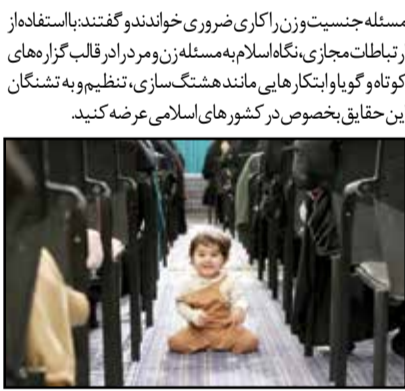 مسئله جنسیت و زن را کاری ضروری خواندند و گفتند: با استفاده از
رتباطات مجازی، نگاه اسلام به مسئله زن و مرد را در قالب گزاره‌های
کوتاه و گویا و ابتکارهایی مانند هشتگ‌سازی، تنظیم و به تشنگان
ین حقایق بخصوص در کشورهای اسلامی عرضه کنید.